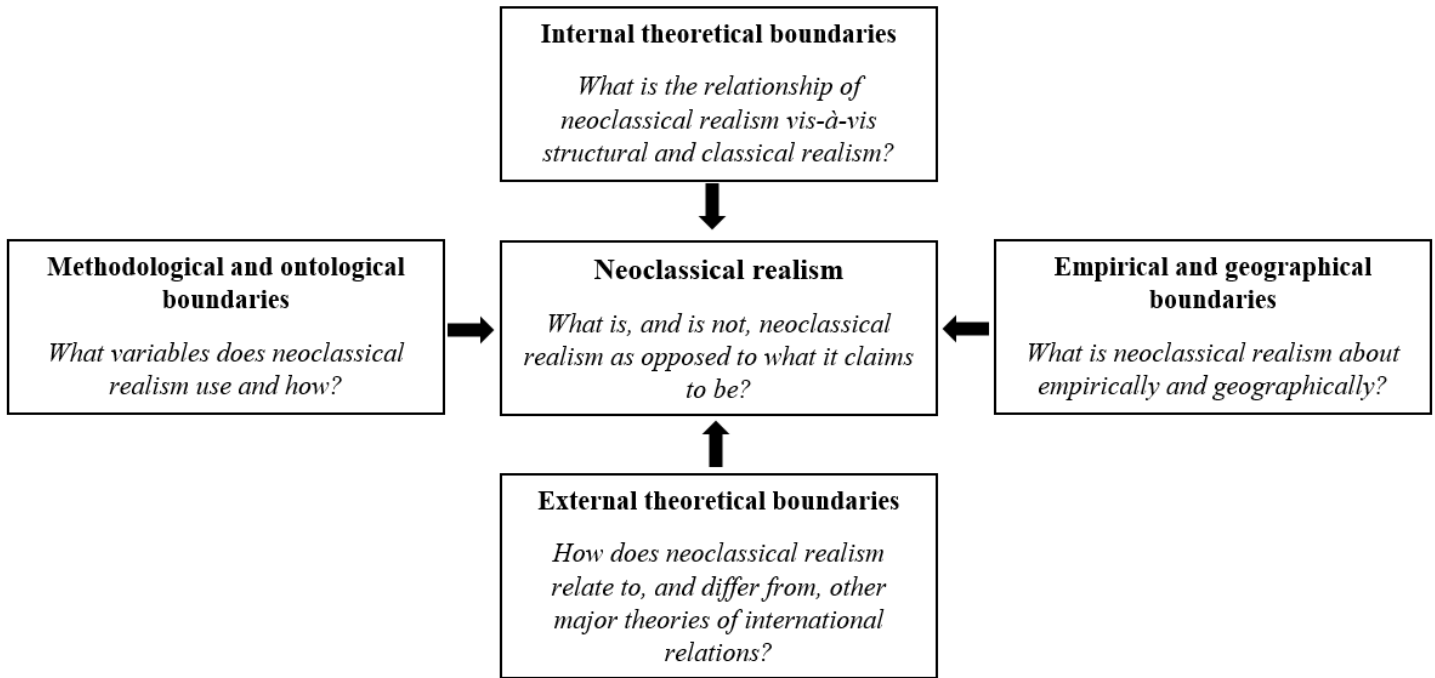 Internal theoretical boundaries
What is the relationship of
neoclassical realism vis-à-vis
structural and classical realism?
Methodological and ontological
boundaries
What variables does neoclassical
realism use and how?
Neoclassical realism
What is, and is not, neoclassical
realism as opposed to what it claims
to be?
Empirical and geographical
boundaries
What is neoclassical realism about
empirically and geographically?
External theoretical boundaries
How does neoclassical realism
relate to, and differ from, other
major theories of international
relations?